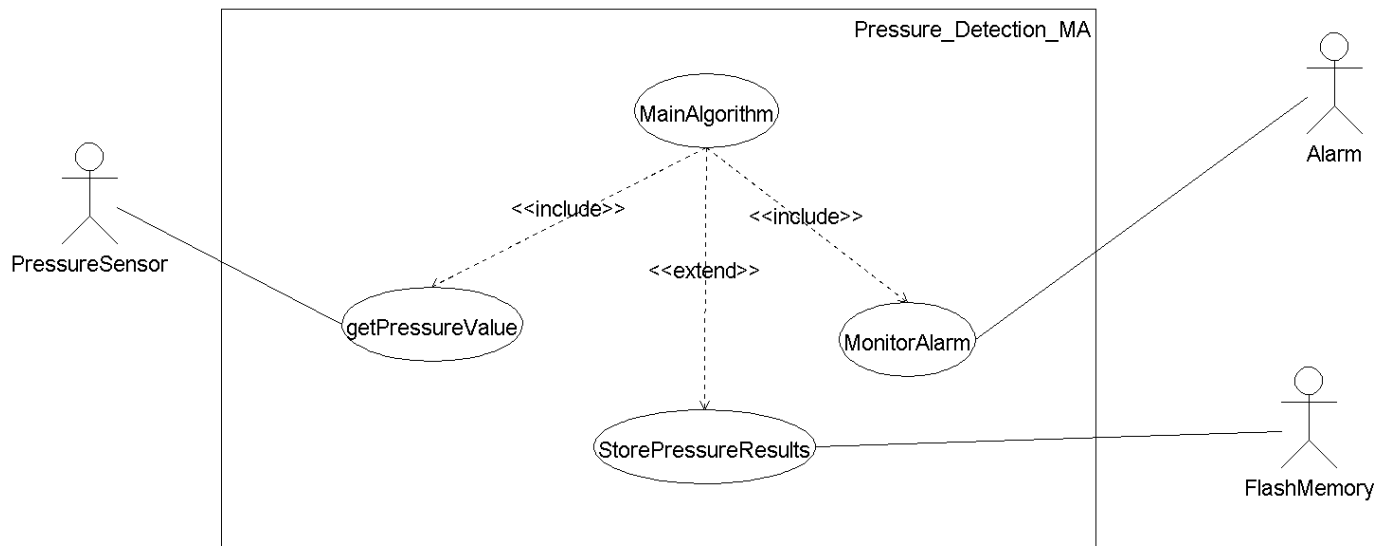 Pressure_Detection_MA
MainAlgorithm
Alarm
<<include>>
<<include>>
PressureSensor
<<extend>>
getPressureValue
MonitorAlarm
StorePressureResults
FlashMemory